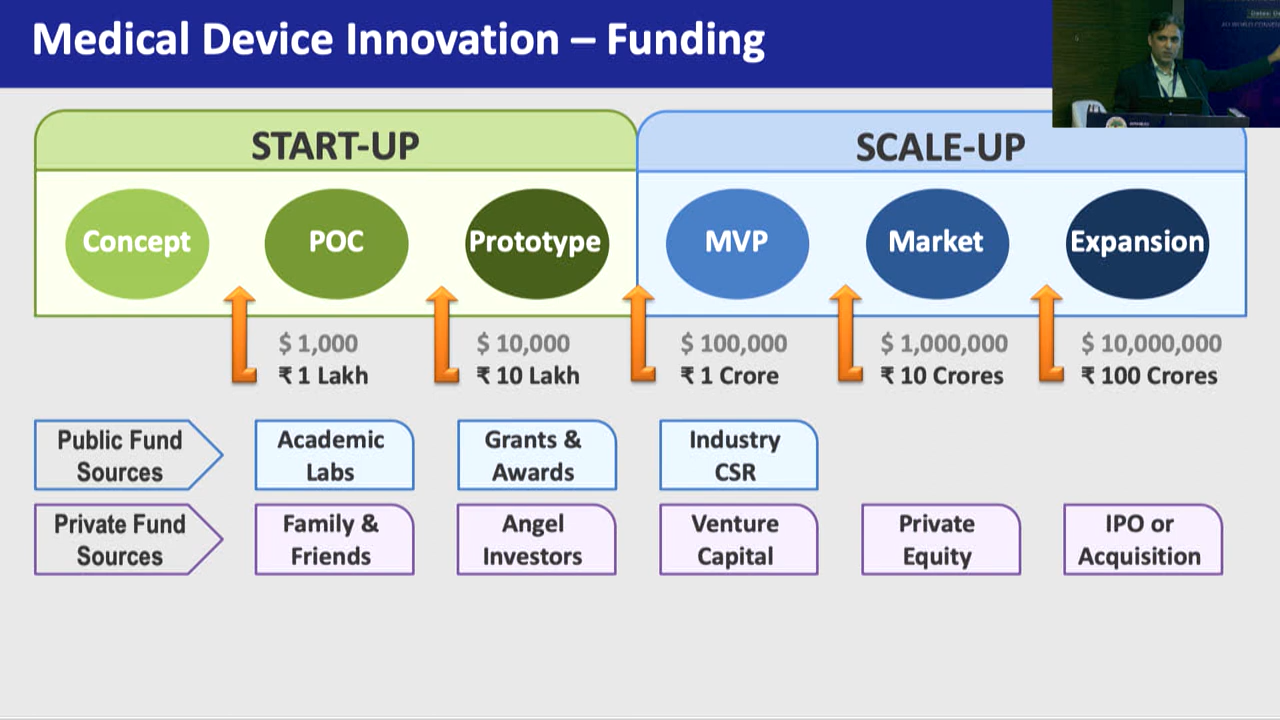 Medical Device Innovation – Funding
START-UP
SCALE-UP
Concept
POC
Prototype
MVP
Market
Expansion
$ 1,000
₹ 1 Lakh
$ 10,000
₹ 10 Lakh
$ 100,000
₹ 1 Crore
$ 1,000,000
₹ 10 Crores
$ 10,000,000
₹ 100 Crores
Public Fund
Sources
Academic
Labs
Grants &
Awards
Industry
CSR
Private Fund
Sources
Family &
Friends
Angel
Investors
Venture
Capital
Private
Equity
IPO or
Acquisition